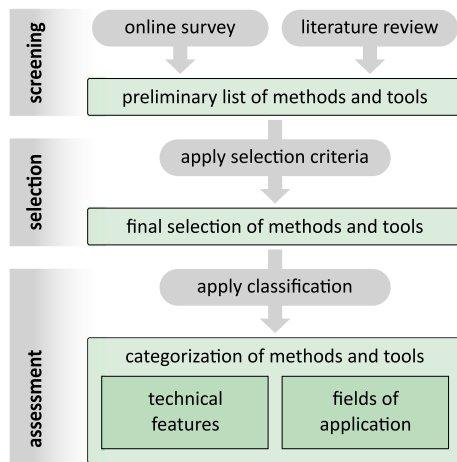 screening
online survey
literature review
preliminary list of methods and tools
selection
apply selection criteria
final selection of methods and tools
assessment
apply classification
categorization of methods and tools
technical
features
fields of
application